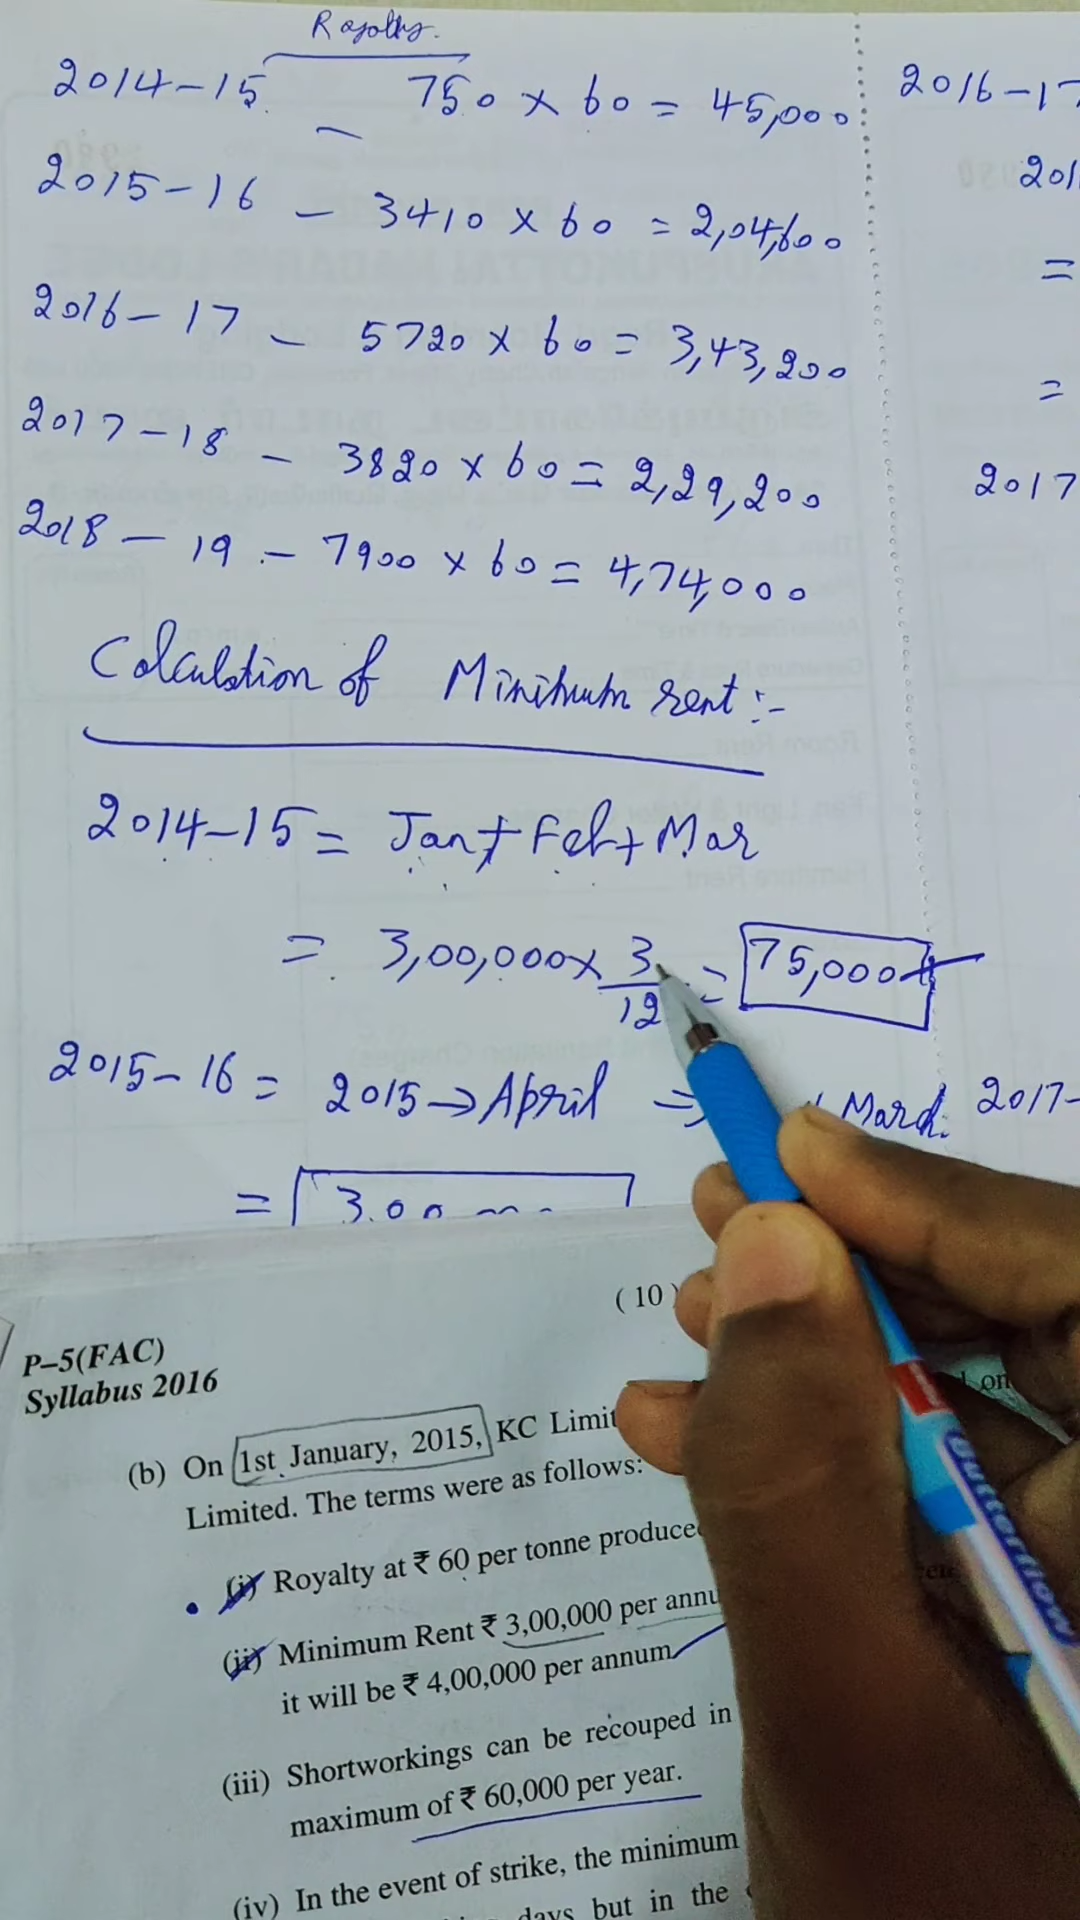 Royalty.
2014-15 - 750 × 60 = 45,000
2015-16 - 3410 × 60 = 2,04,600
2016-17 - 5720 × 60 = 3,43,200
2017-18 - 3820 × 60 = 2,29,200
2018-19 - 7900 × 60 = 4,74,000
Calculation of Minimum rent :-
2014-15 = Jan + Feb + Mar
= 3,00,000 × 3/12 = 75,000
2015-16 = 2015 → April ⇒ March.
= 3,00
2016-17
=
=
2017
2017-
(10)
P–5(FAC)
Syllabus 2016
(b) On 1st January, 2015, KC
Limited. The terms were as follows:
(i) Royalty at ₹ 60 per tonne
(ii) Minimum Rent ₹ 3,00,000 per
it will be ₹ 4,00,000 per annum
(iii) Shortworkings can be recouped in
maximum of ₹ 60,000 per year.
(iv) In the event of strike, the minimum
days but in the